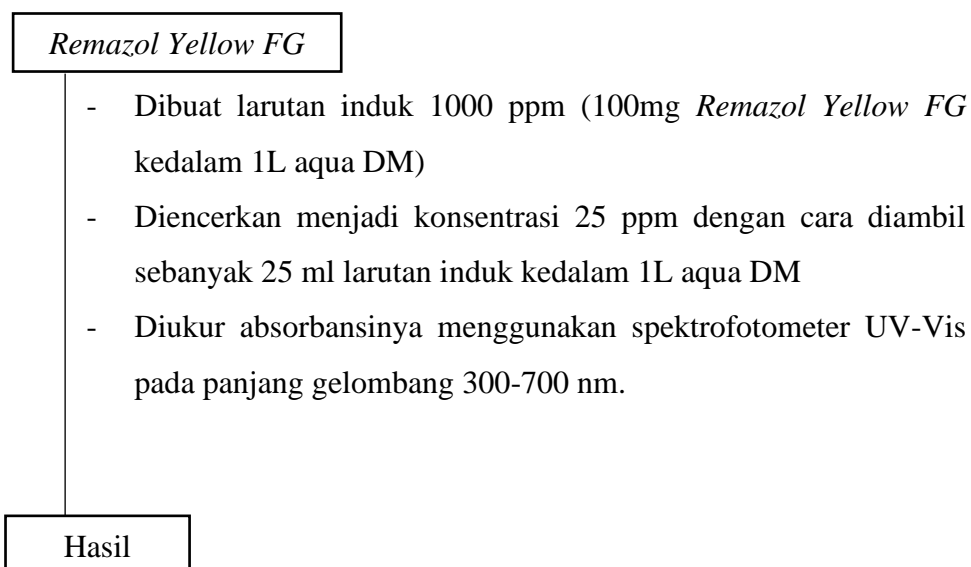 Remazol Yellow FG
- Dibuat larutan induk 1000 ppm (100mg Remazol Yellow FG
kedalam 1L aqua DM)
- Diencerkan menjadi konsentrasi 25 ppm dengan cara diambil
sebanyak 25 ml larutan induk kedalam 1L aqua DM
- Diukur absorbansinya menggunakan spektrofotometer UV-Vis
pada panjang gelombang 300-700 nm.
Hasil